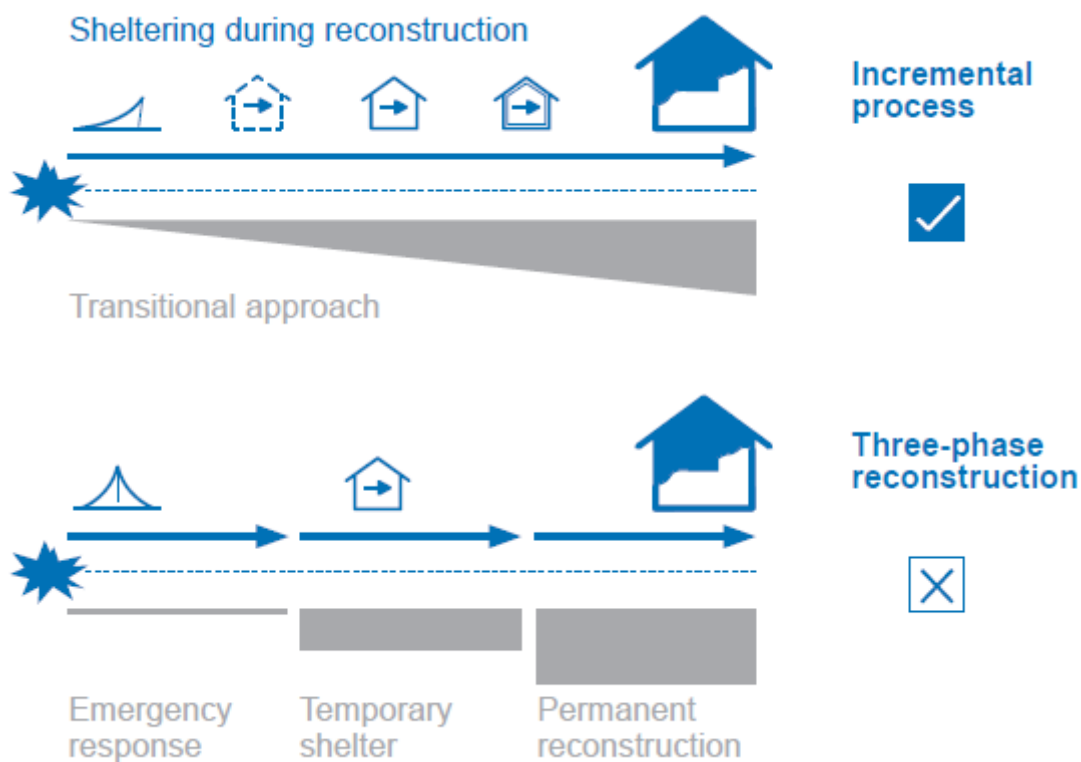 Sheltering during reconstruction
Incremental
process
Transitional approach
Three-phase
reconstruction
Emergency
response
Temporary
shelter
Permanent
reconstruction